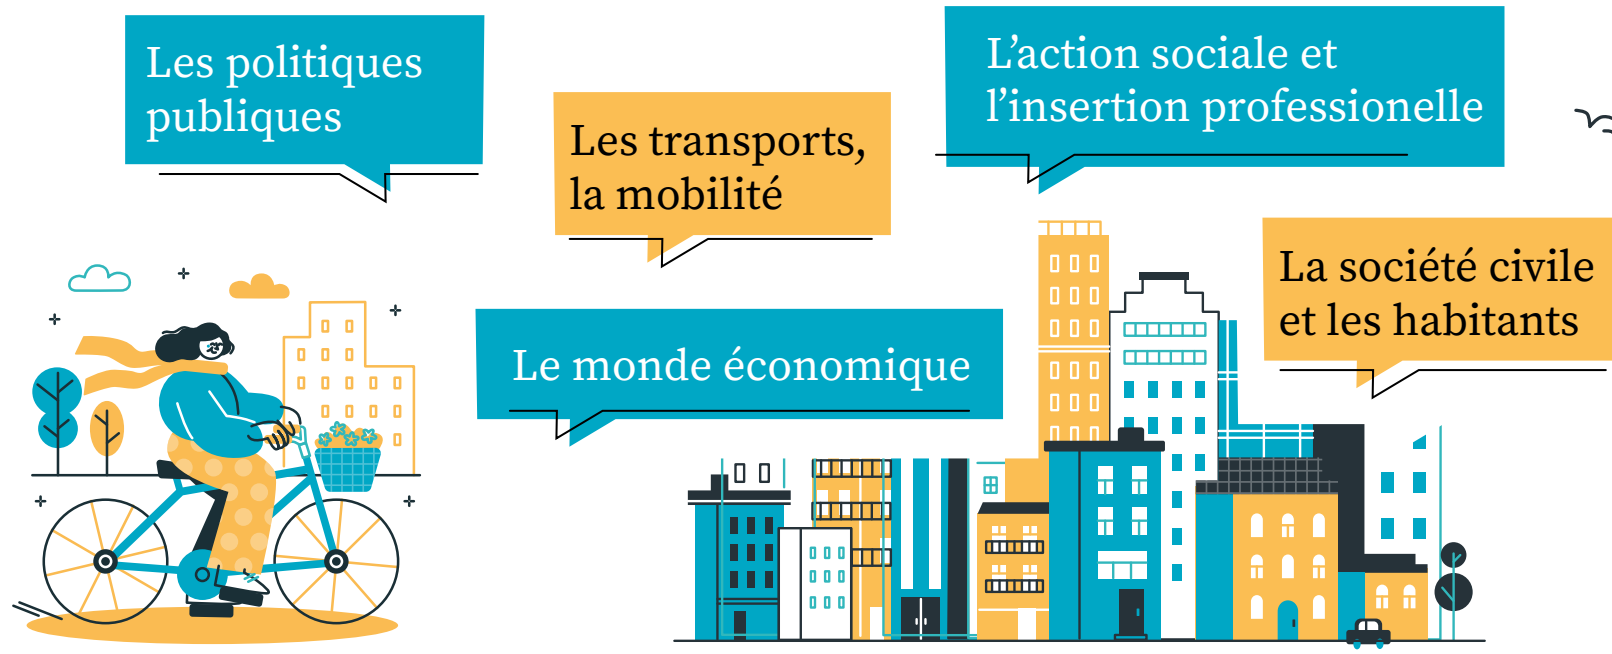 Les politiques
publiques
Les transports,
la mobilité
L’action sociale et
l’insertion professionelle
La société civile
et les habitants
Le monde économique